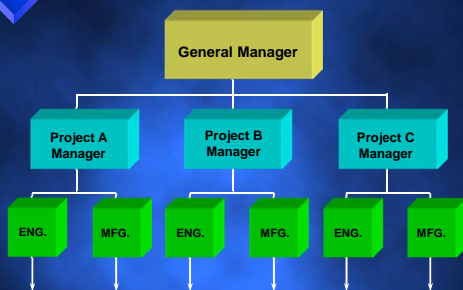 General Manager
Project A
Manager
Project B
Manager
Project C
Manager
ENG.
MFG.
ENG.
MFG.
ENG.
MFG.